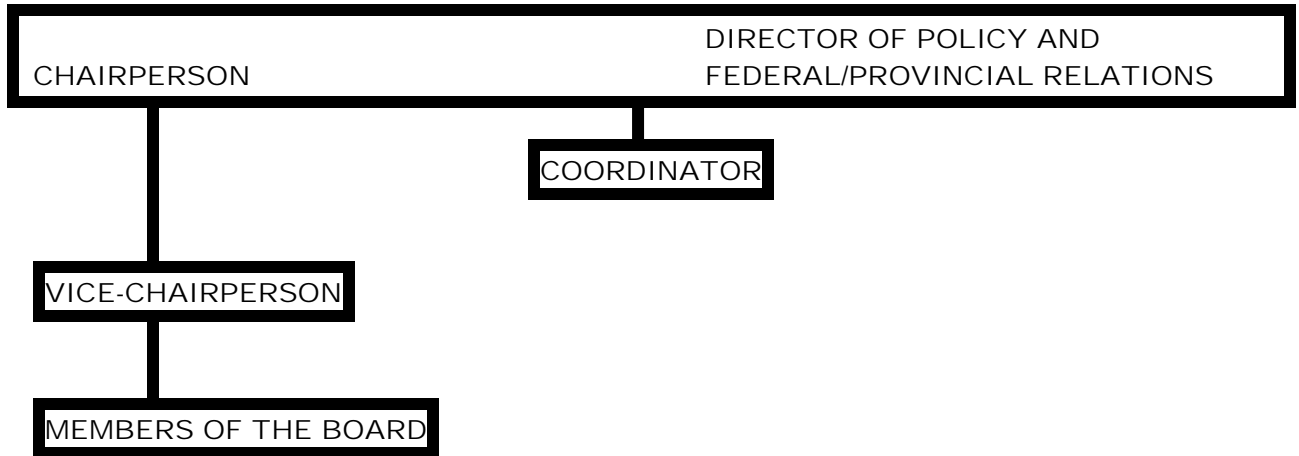 CHAIRPERSON
DIRECTOR OF POLICY AND
FEDERAL/PROVINCIAL RELATIONS
COORDINATOR
VICE-CHAIRPERSON
MEMBERS OF THE BOARD